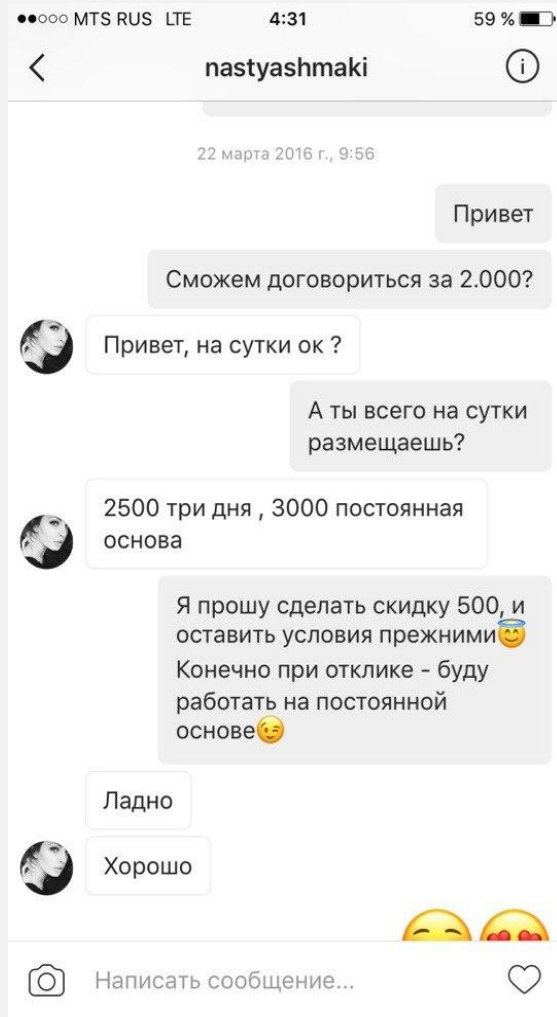 MTS RUS LTE 4:31 59 %
nastyashmaki
22 марта 2016 г., 9:56
Привет
Сможем договориться за 2.000?
Привет, на сутки ок ?
А ты всего на сутки
размещаешь?
2500 три дня , 3000 постоянная
основа
Я прошу сделать скидку 500, и
оставить условия прежними😇
Конечно при отклике - буду
работать на постоянной
основе😉
Ладно
Хорошо
Написать сообщение...